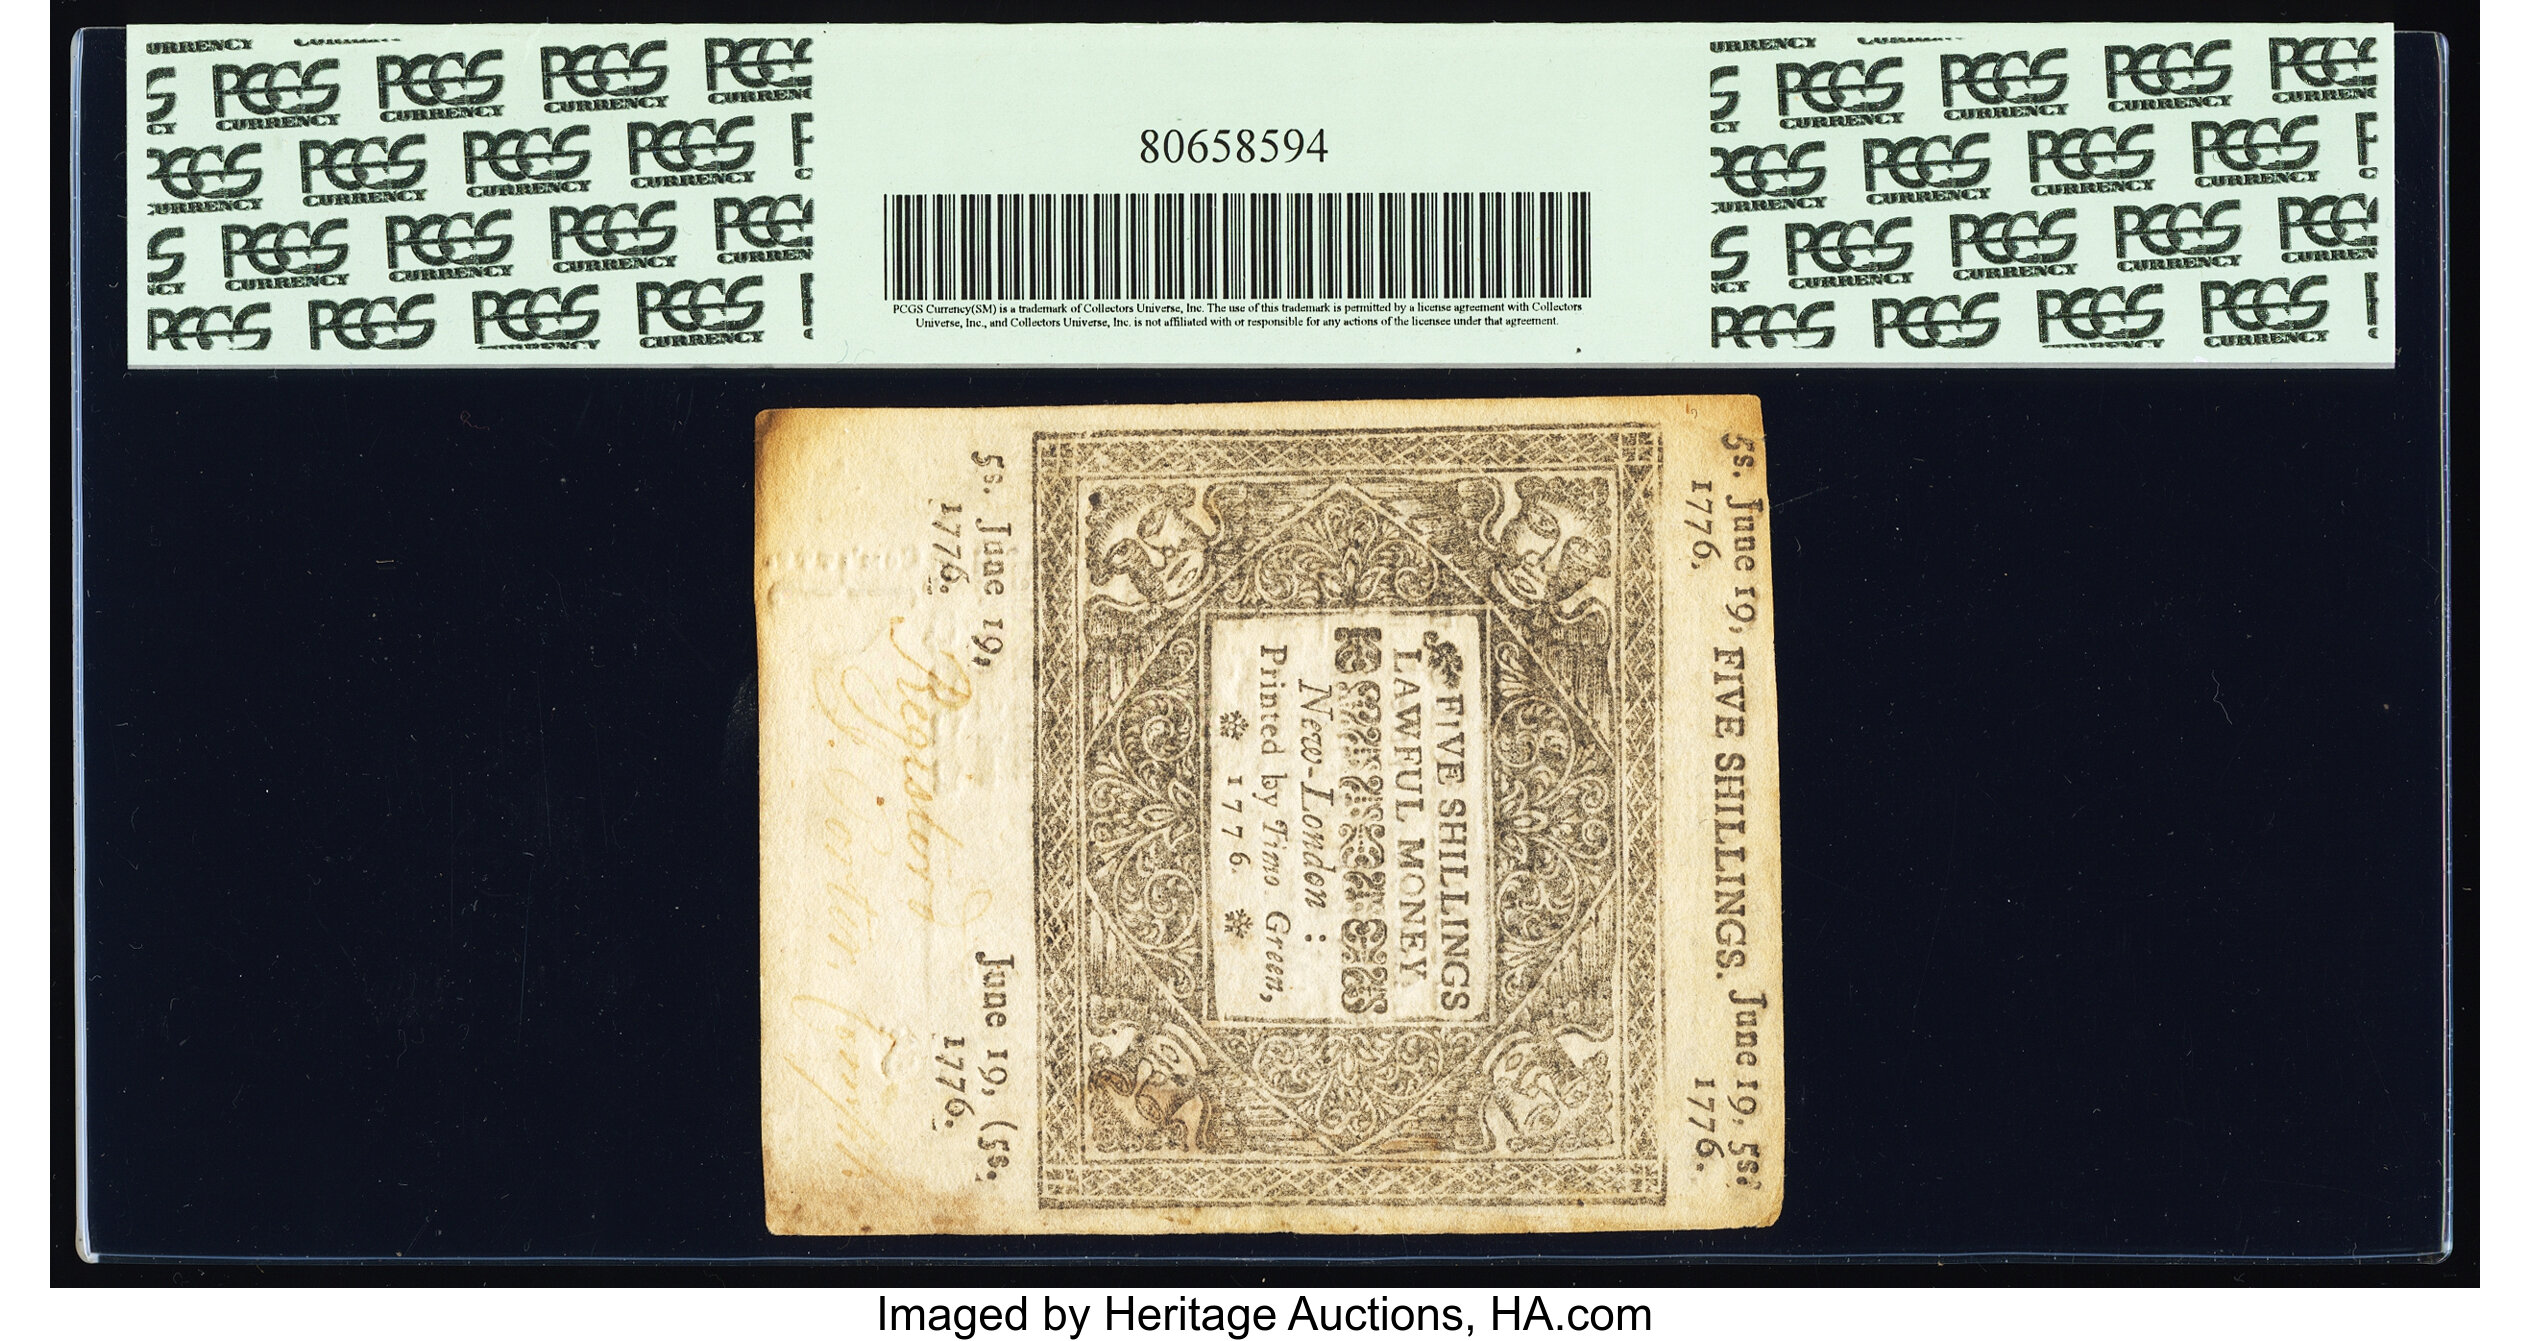 80658594
PCGS Currency(SM) is a trademark of Collectors Universe, Inc. The use of this trademark is permitted by a license agreement with Collectors
Universe, Inc., and Collectors Universe, Inc. is not affiliated with or responsible for any actions of the licensee under that agreement.
PCGS
CURRENCY
5s. June 19, FIVE SHILLINGS. June 19, 5s:
1776. 1776.
FIVE SHILLINGS
LAWFUL MONEY.
New-London:
Printed by Timo. Green,
1776.
5s. June 19, June 19, (5s.
1776. 1776.
Imaged by Heritage Auctions, HA.com